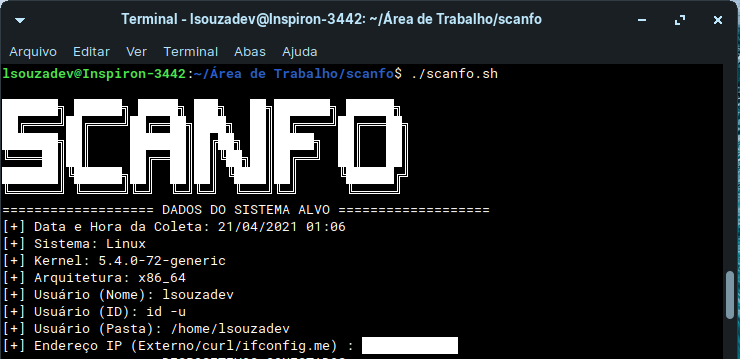 Terminal - lsouzadev@Inspiron-3442: ~/Área de Trabalho/scanfo
Arquivo Editar Ver Terminal Abas Ajuda
lsouzadev@Inspiron-3442:~/Área de Trabalho/scanfo$ ./scanfo.sh
SCANFO
=================== DADOS DO SISTEMA ALVO ===================
[+] Data e Hora da Coleta: 21/04/2021 01:06
[+] Sistema: Linux
[+] Kernel: 5.4.0-72-generic
[+] Arquitetura: x86_64
[+] Usuário (Nome): lsouzadev
[+] Usuário (ID): id -u
[+] Usuário (Pasta): /home/lsouzadev
[+] Endereço IP (Externo/curl/ifconfig.me) :